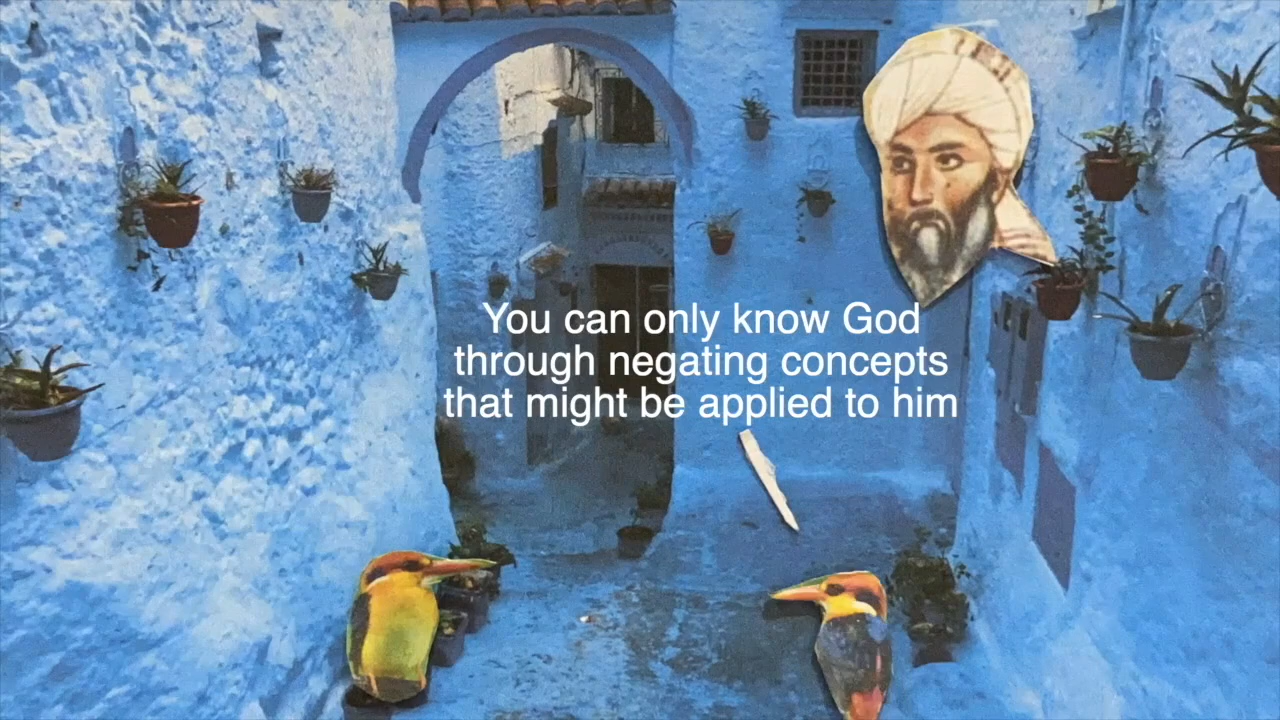 You can only know God
through negating concepts
that might be applied to him